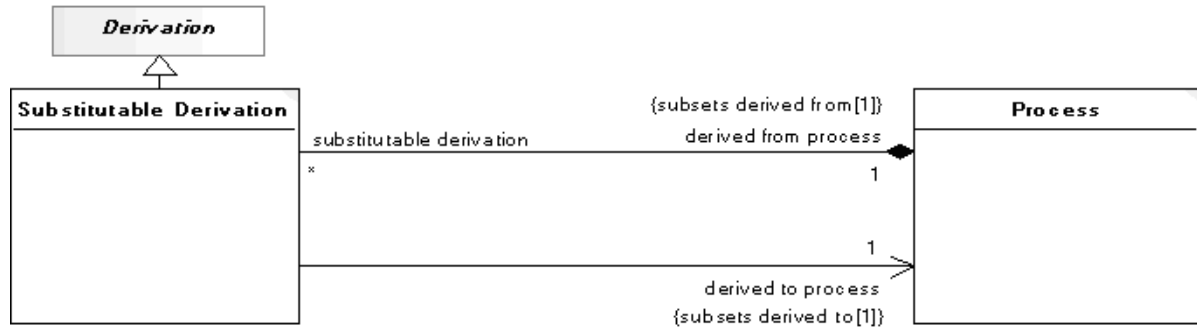 Derivation
Substitutable Derivation
{subsets derived from[1]}
Process
substitutable derivation
derived from process
*
1
1
derived to process
{subsets derived to[1]}